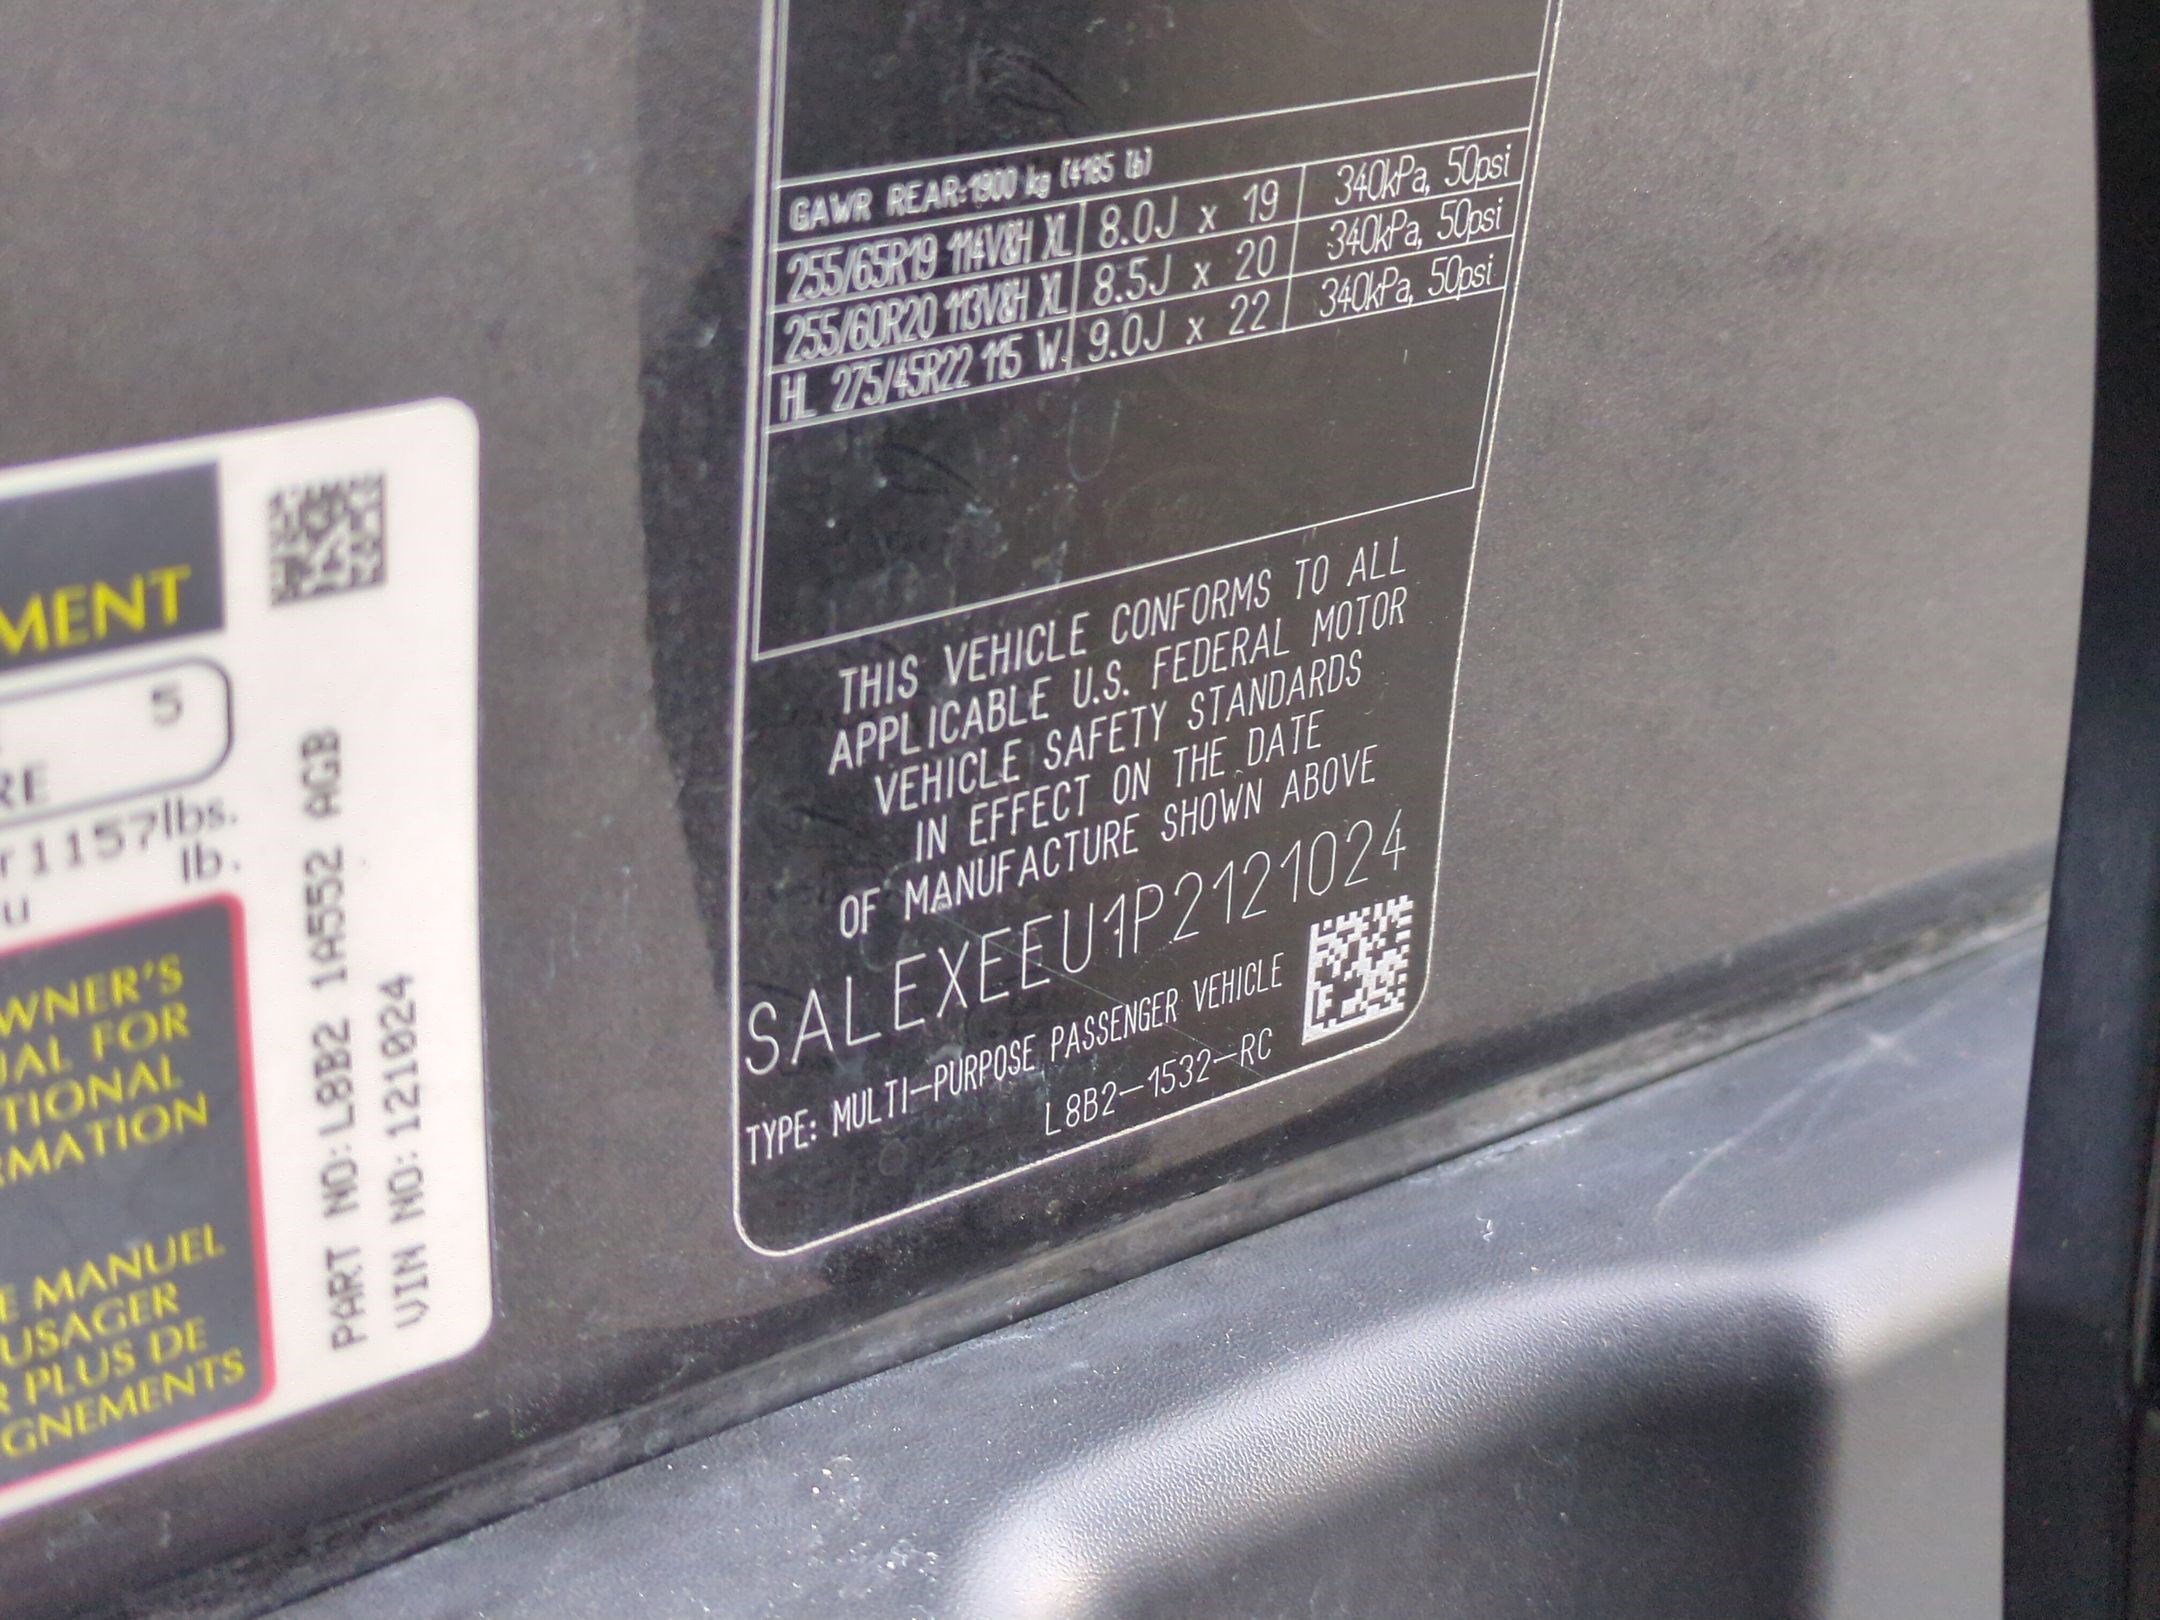 GAWR REAR:1900 kg (4185 lb)
255/65R19 114V&H XL 8.0J x 19 340kPa, 50psi
255/60R20 113V&H XL 8.5J x 20 340kPa, 50psi
HL 275/45R22 115 W 9.0J x 22 340kPa, 50psi
THIS VEHICLE CONFORMS TO ALL
APPLICABLE U.S. FEDERAL MOTOR
VEHICLE SAFETY STANDARDS
IN EFFECT ON THE DATE
OF MANUFACTURE SHOWN ABOVE
SALEXEEU1P2121024
TYPE: MULTI-PURPOSE PASSENGER VEHICLE
L8B2-1532-RC
MENT
5
RE
r1157lbs.
lb.
u
WNER'S
UAL FOR
TIONAL
RMATION
E MANUEL
USAGER
R PLUS DE
GNEMENTS
PART NO:L8B2 1A552 AGB
VIN NO:121024